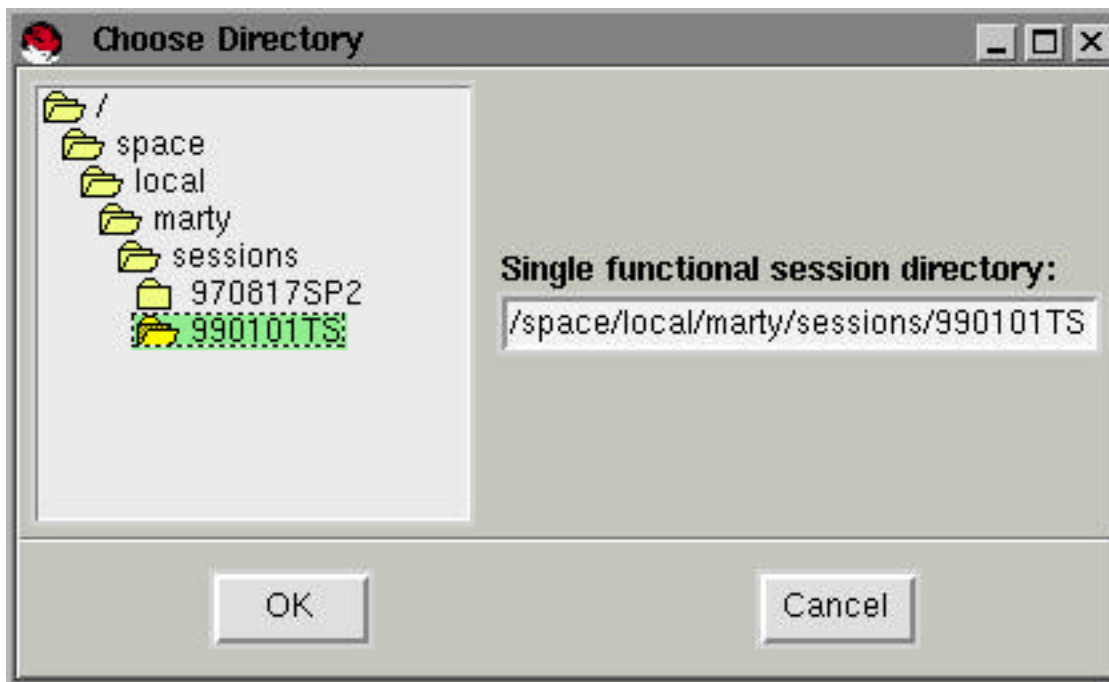 Choose Directory
/
space
local
marty
sessions
970817SP2
990101TS
Single functional session directory:
/space/local/marty/sessions/990101TS
OK
Cancel